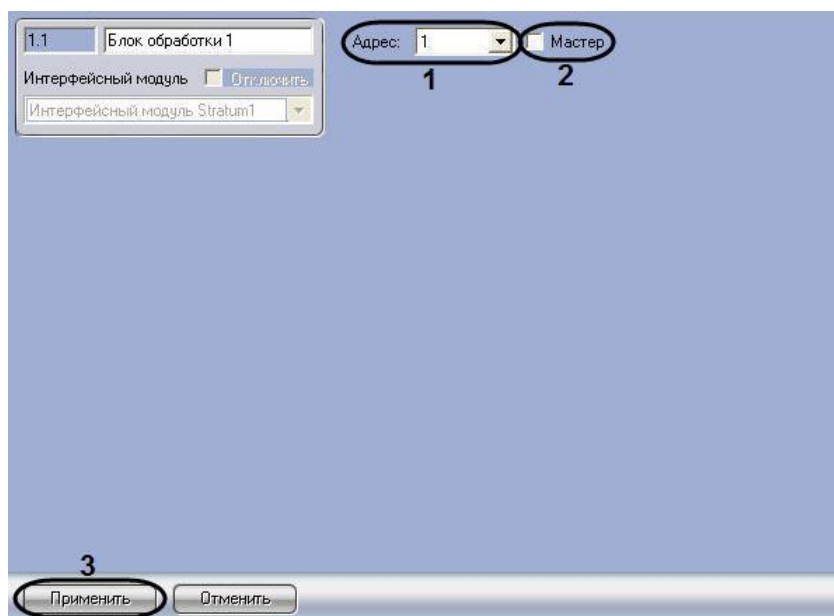 1.1 Блок обработки 1 Адрес: 1 Мастер
1 2
Интерфейсный модуль Отключить
Интерфейсный модуль Stratum1
3
Применить Отменить